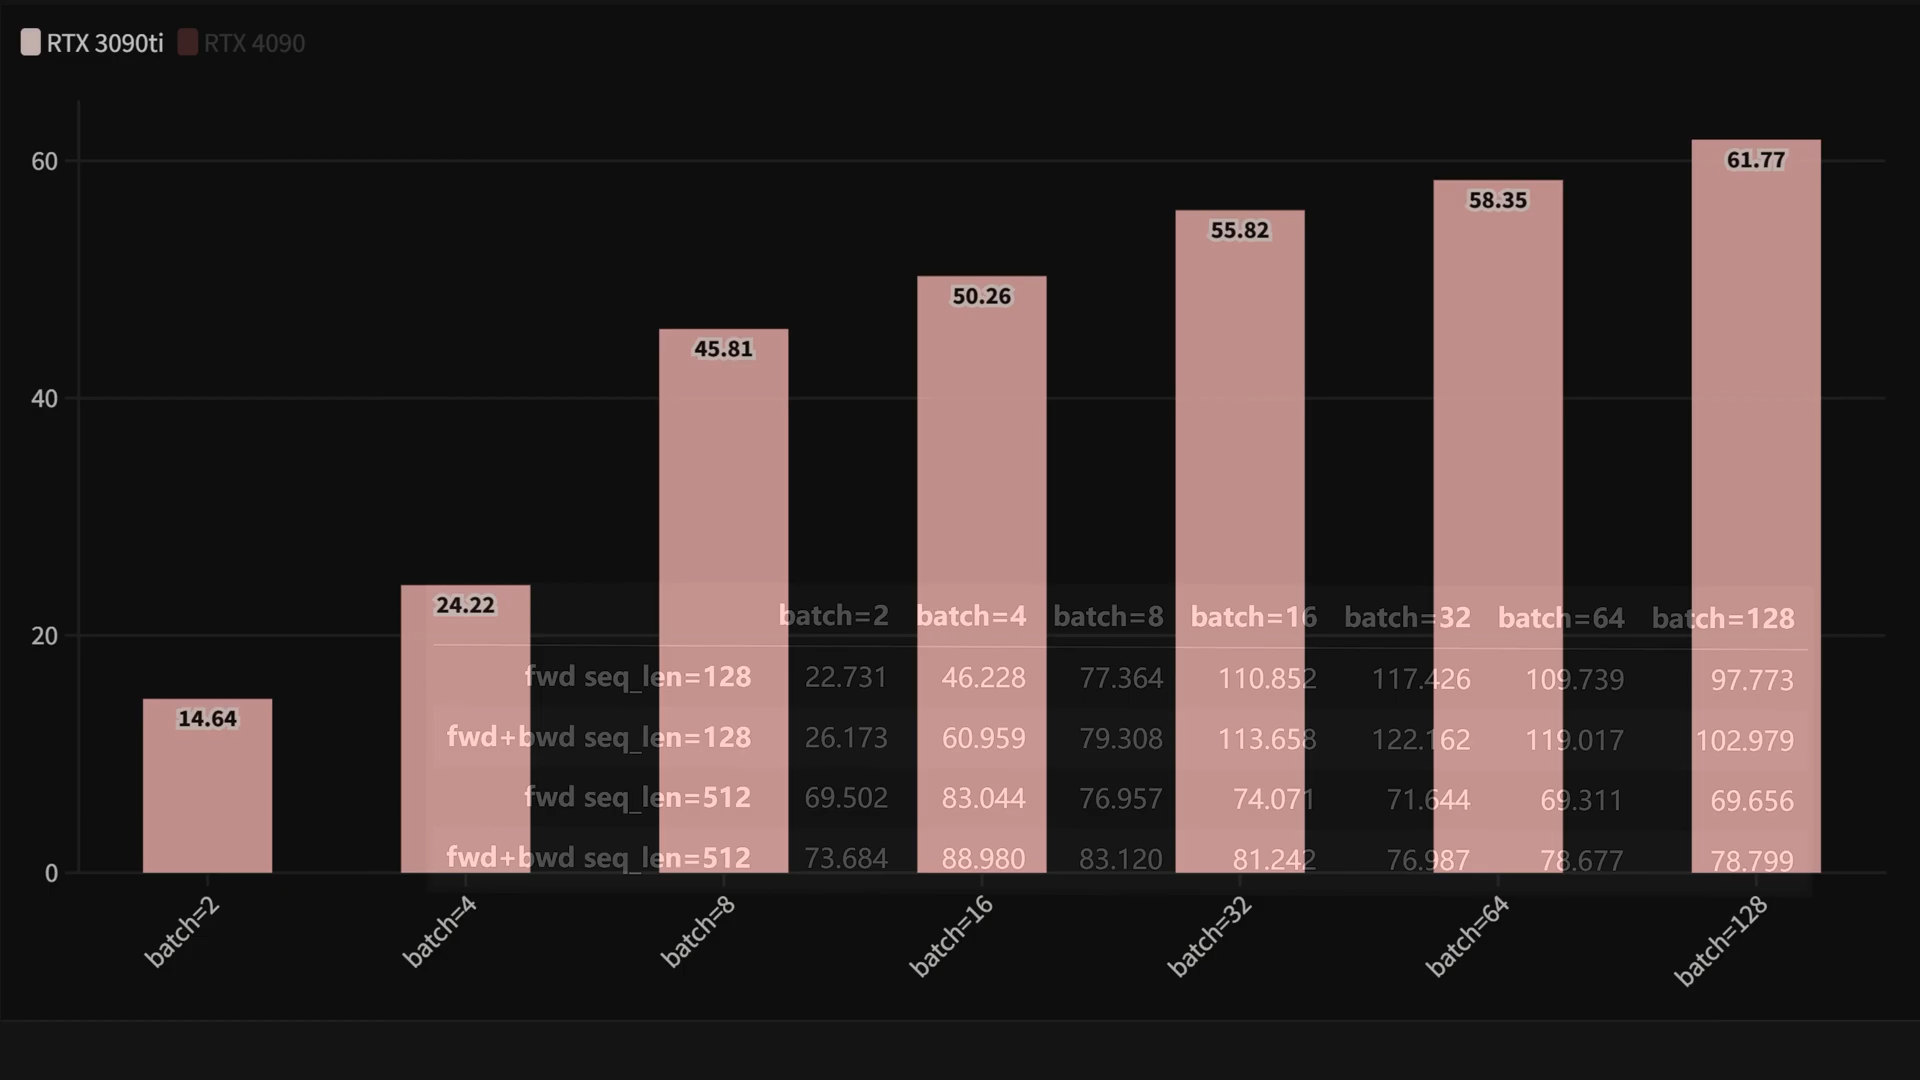 RTX 3090ti RTX 4090
60
40
20
0
14.64
24.22
45.81
50.26
55.82
58.35
61.77
batch=2 batch=4 batch=8 batch=16 batch=32 batch=64 batch=128
fwd seq_len=128 22.731 46.228 77.364 110.852 117.426 109.739 97.773
fwd+bwd seq_len=128 26.173 60.959 79.308 113.658 122.162 119.017 102.979
fwd seq_len=512 69.502 83.044 76.957 74.071 71.644 69.311 69.656
fwd+bwd seq_len=512 73.684 88.980 83.120 81.242 76.987 78.677 78.799
batch=2
batch=4
batch=8
batch=16
batch=32
batch=64
batch=128